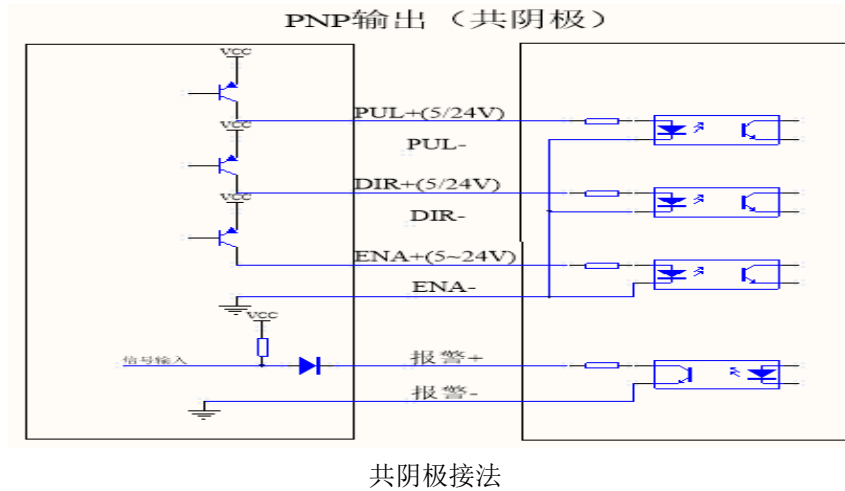 PNP输出（共阴极）
VCC
PUL+(5/24V)
VCC
PUL-
DIR+(5/24V)
VCC
DIR-
ENA+(5~24V)
ENA-
VCC
信号输入
报警+
报警-
共阴极接法